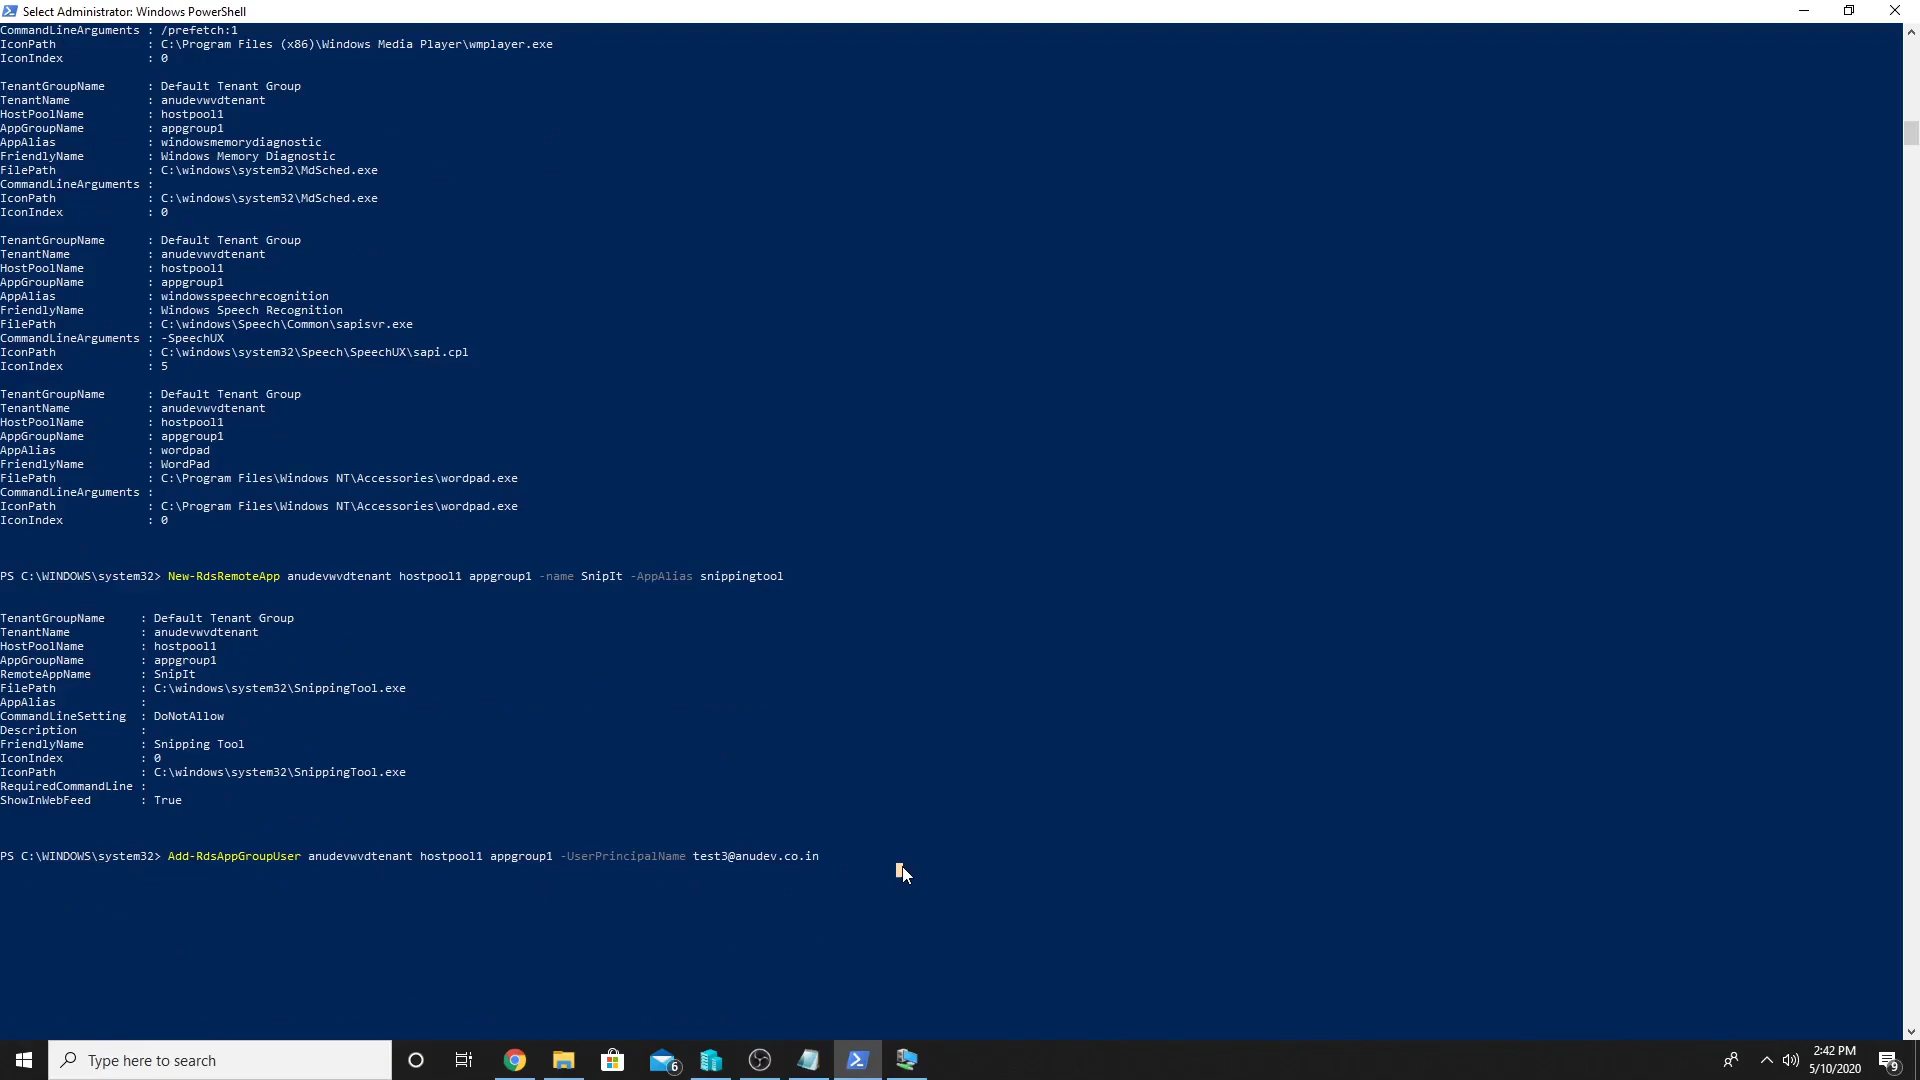 Select Administrator: Windows PowerShell
CommandLineArguments : /prefetch:1
IconPath : C:\Program Files (x86)\Windows Media Player\wmplayer.exe
IconIndex : 0
TenantGroupName : Default Tenant Group
TenantName : anudevwvdtenant
HostPoolName : hostpool1
AppGroupName : appgroup1
AppAlias : windowsmemorydiagnostic
FriendlyName : Windows Memory Diagnostic
FilePath : C:\windows\system32\MdSched.exe
CommandLineArguments :
IconPath : C:\windows\system32\MdSched.exe
IconIndex : 0
TenantGroupName : Default Tenant Group
TenantName : anudevwvdtenant
HostPoolName : hostpool1
AppGroupName : appgroup1
AppAlias : windowsspeechrecognition
FriendlyName : Windows Speech Recognition
FilePath : C:\windows\Speech\Common\sapisvr.exe
CommandLineArguments : -SpeechUX
IconPath : C:\windows\system32\Speech\SpeechUX\sapi.cpl
IconIndex : 5
TenantGroupName : Default Tenant Group
TenantName : anudevwvdtenant
HostPoolName : hostpool1
AppGroupName : appgroup1
AppAlias : wordpad
FriendlyName : WordPad
FilePath : C:\Program Files\Windows NT\Accessories\wordpad.exe
CommandLineArguments :
IconPath : C:\Program Files\Windows NT\Accessories\wordpad.exe
IconIndex : 0
PS C:\WINDOWS\system32> New-RdsRemoteApp anudevwvdtenant hostpool1 appgroup1 -name SnipIt -AppAlias snippingtool
TenantGroupName : Default Tenant Group
TenantName : anudevwvdtenant
HostPoolName : hostpool1
AppGroupName : appgroup1
RemoteAppName : SnipIt
FilePath : C:\windows\system32\SnippingTool.exe
AppAlias :
CommandLineSetting : DoNotAllow
Description :
FriendlyName : Snipping Tool
IconIndex : 0
IconPath : C:\windows\system32\SnippingTool.exe
RequiredCommandLine :
ShowInWebFeed : True
PS C:\WINDOWS\system32> Add-RdsAppGroupUser anudevwvdtenant hostpool1 appgroup1 -UserPrincipalName test3@anudev.co.in
Type here to search
6
2:42 PM
5/10/2020
9